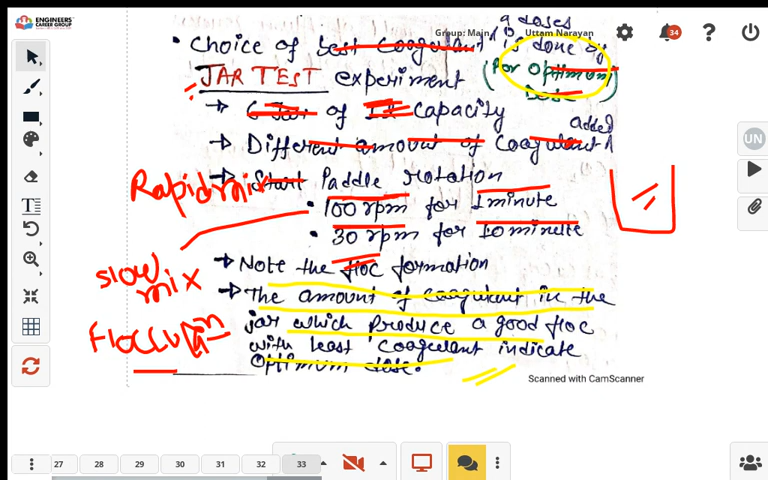 ENGINEERS
CAREER GROUP
Group: Main
Uttam Narayan
34
& doses
• Choice of best coagulant is done by
JAR TEST experiment (for optimum
dose
→ 6 Jar of 1L capacity
→ Different amount of coagulant added
→ Start Paddle rotation
Rapid mix
• 100 rpm for 1 minute
• 30 rpm for 10 minute
slow
mix
→ Note the floc formation
→ The amount of coagulant in the
jar which produce a good floc
with least coagulent indicate
optimum dose.
Scanned with CamScanner
UN
27 28 29 30 31 32 33